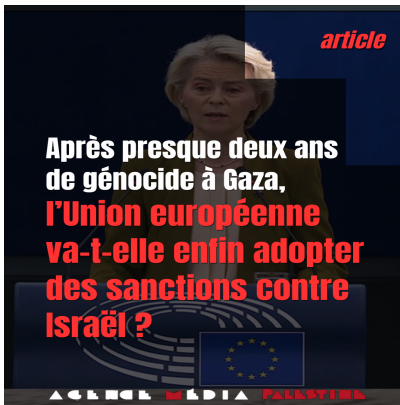 article
Après presque deux ans
de génocide à Gaza,
l'Union européenne
va-t-elle enfin adopter
des sanctions contre
Israël ?
AGENCE MÉDIA PALESTINE